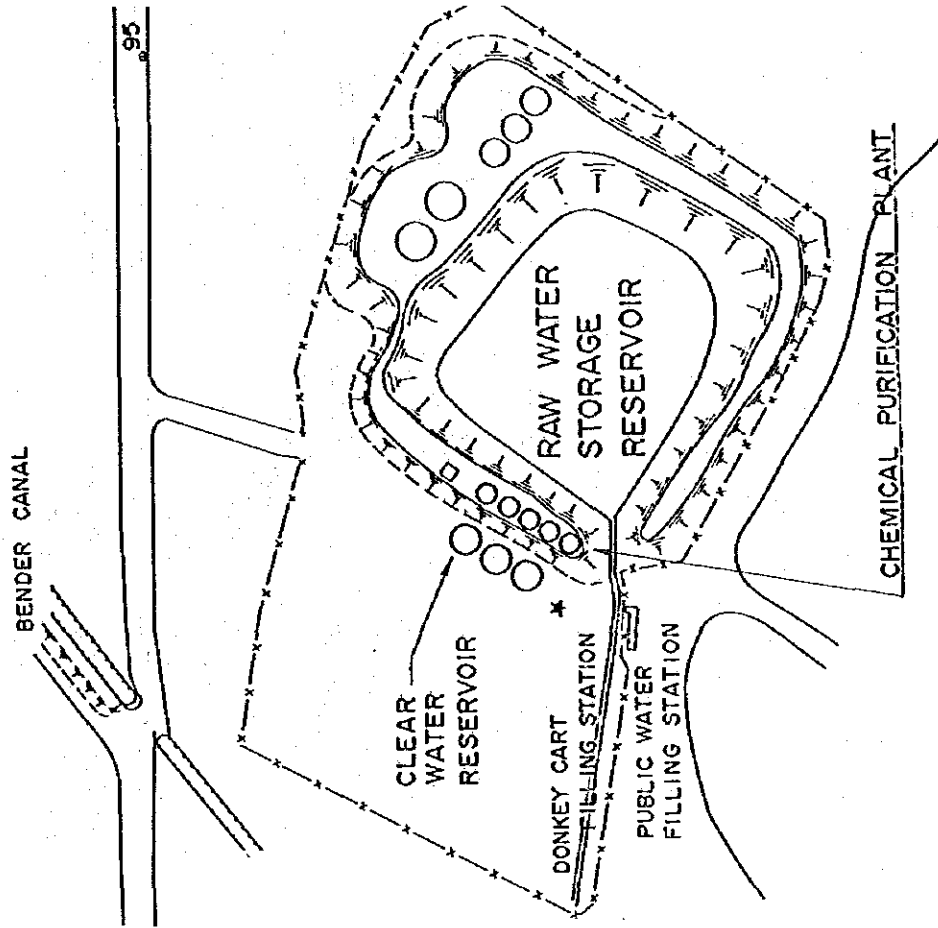 BENDER CANAL
95
CLEAR
WATER
RESERVOIR
RAW WATER
STORAGE
RESERVOIR
DONKEY CART
FILLING STATION
PUBLIC WATER
FILLING STATION
CHEMICAL PURIFICATION PLANT